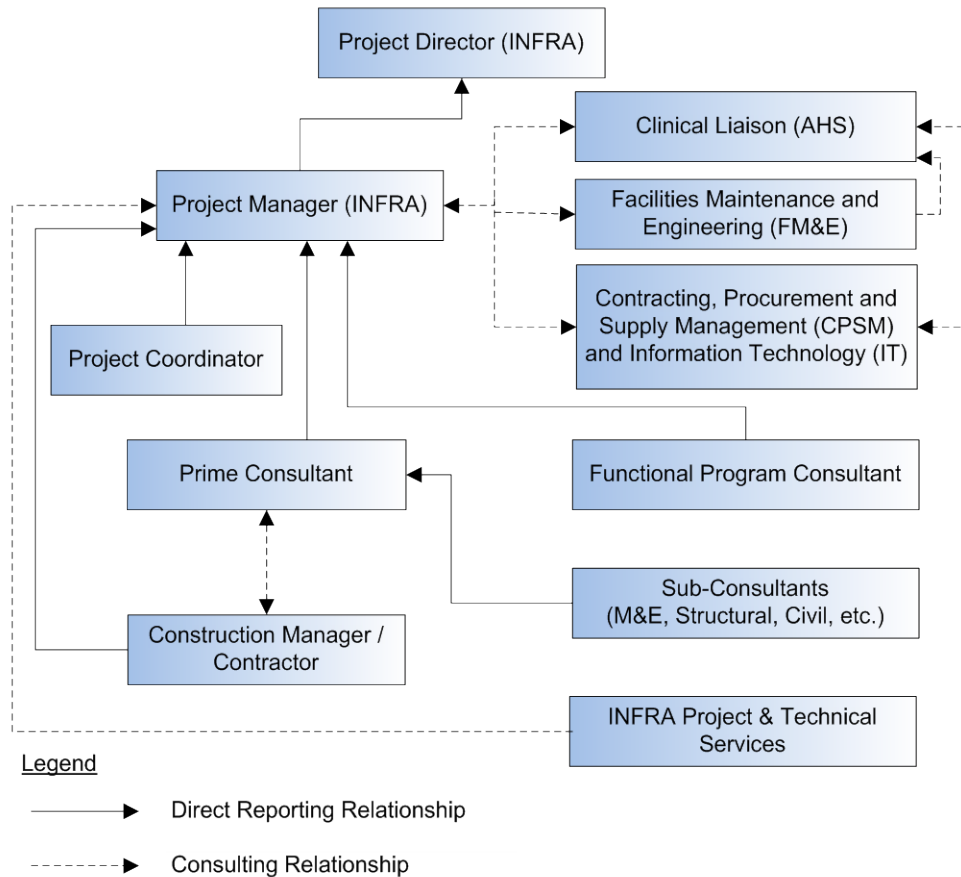 Project Director (INFRA)
Clinical Liaison (AHS)
Project Manager (INFRA)
Facilities Maintenance and
Engineering (FM&E)
Contracting, Procurement and
Supply Management (CPSM)
and Information Technology (IT)
Project Coordinator
Prime Consultant
Functional Program Consultant
Sub-Consultants
(M&E, Structural, Civil, etc.)
Construction Manager /
Contractor
INFRA Project & Technical
Services
Legend
Direct Reporting Relationship
Consulting Relationship